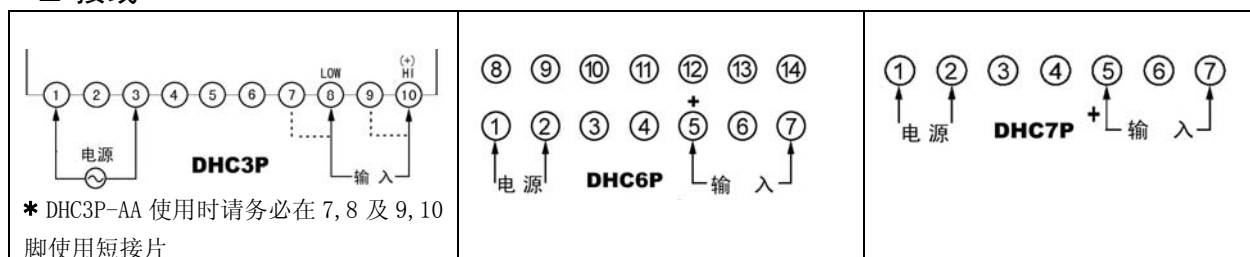 LOW
(+)
HI
① ② ③ ④ ⑤ ⑥ ⑦ ⑧ ⑨ ⑩
电源
DHC3P
输 入
* DHC3P-AA 使用时请务必在 7,8 及 9,10
脚使用短接片
⑧ ⑨ ⑩ ⑪ ⑫ ⑬ ⑭
+
① ② ③ ④ ⑤ ⑥ ⑦
电 源
DHC6P
输 入
① ② ③ ④ ⑤ ⑥ ⑦
+
电 源
DHC7P
输 入